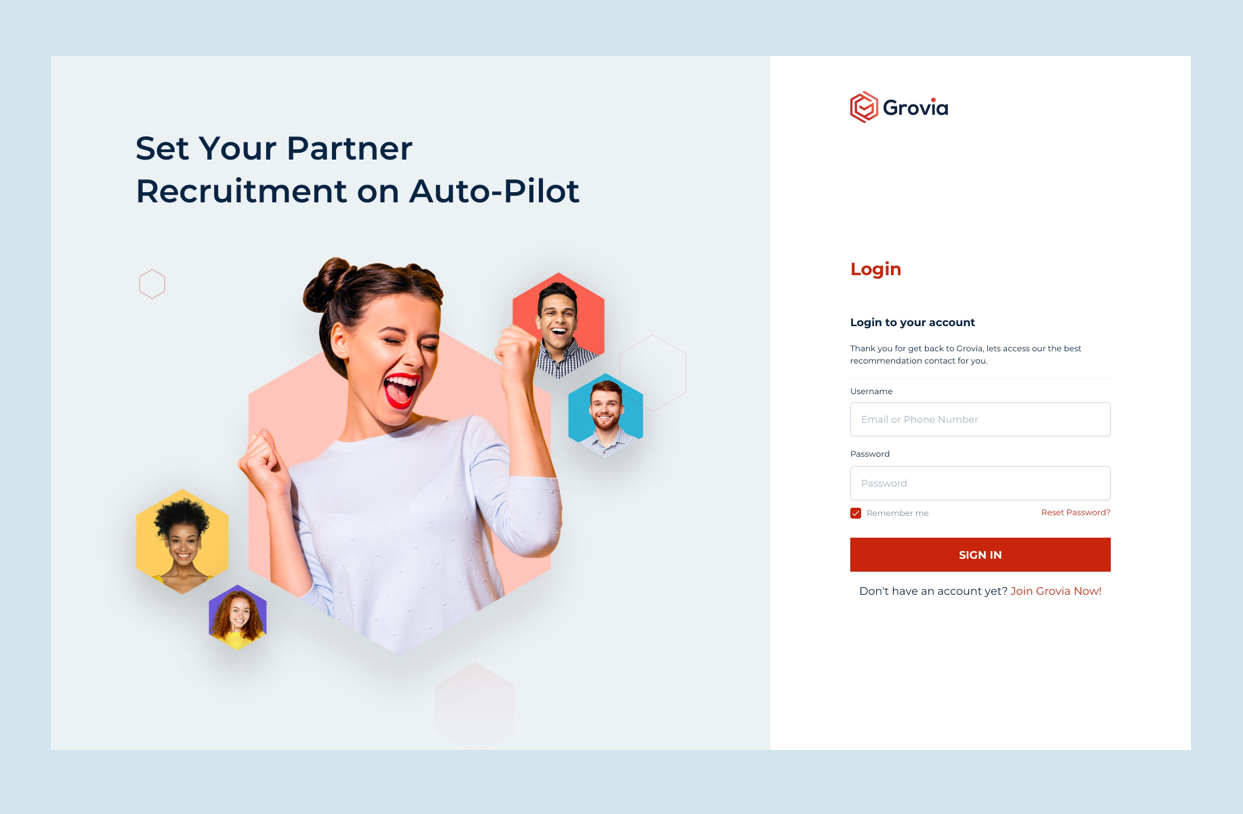 Set Your Partner
Recruitment on Auto-Pilot
Grovia
Login
Login to your account
Thank you for get back to Grovia, lets access our the best
recommendation contact for you.
Username
Email or Phone Number
Password
Password
Remember me
Reset Password?
SIGN IN
Don't have an account yet? Join Grovia Now!